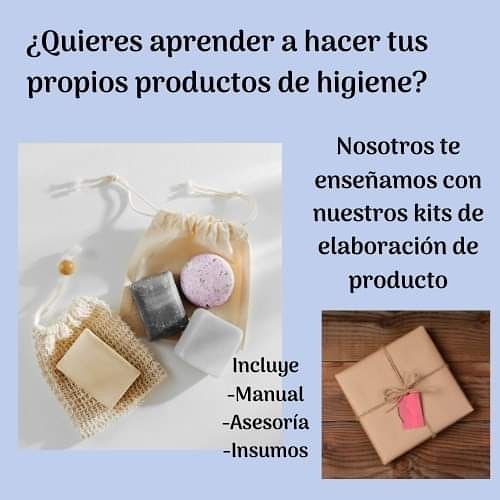 ¿Quieres aprender a hacer tus
propios productos de higiene?
Nosotros te
enseñamos con
nuestros kits de
elaboración de
producto
Incluye
-Manual
-Asesoría
-Insumos